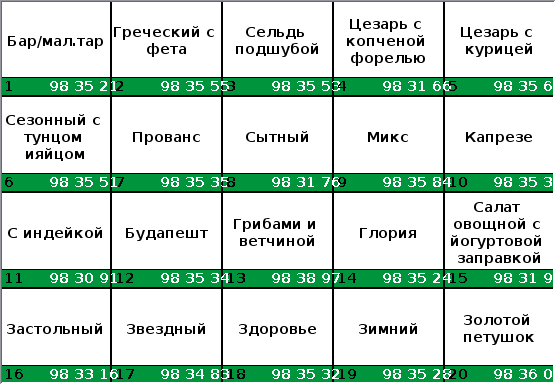 Бар/мал.тар
Греческий с
фета
Сельдь
подшубой
Цезарь с
копченой
форелью
Цезарь с
курицей
1 98 35 21
2 98 35 55
3 98 35 53
4 98 31 66
5 98 35 6
Сезонный с
тунцом
ияйцом
Прованс
Сытный
Микс
Капрезе
6 98 35 51
7 98 35 35
8 98 31 76
9 98 35 84
10 98 35 3
С индейкой
Будапешт
Грибами и
ветчиной
Глория
Салат
овощной с
йогуртовой
заправкой
11 98 30 91
12 98 35 34
13 98 38 97
14 98 35 24
15 98 31 9
Застольный
Звездный
Здоровье
Зимний
Золотой
петушок
16 98 33 16
17 98 34 83
18 98 35 32
19 98 35 28
20 98 36 0